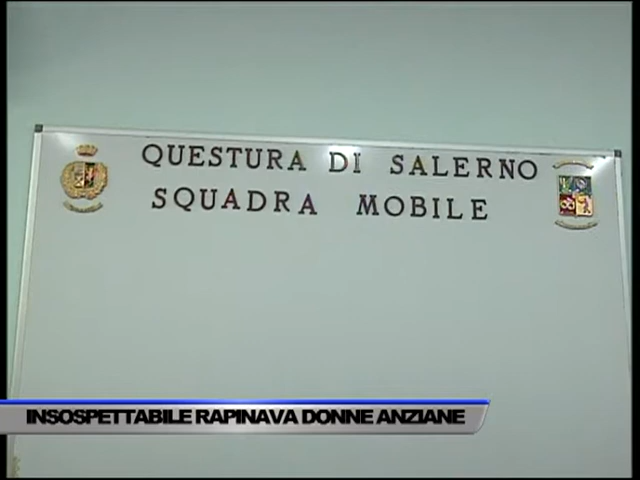 QUESTURA DI SALERNO
SQUADRA MOBILE
INSOSPETTABILE RAPINAVA DONNE ANZIANE